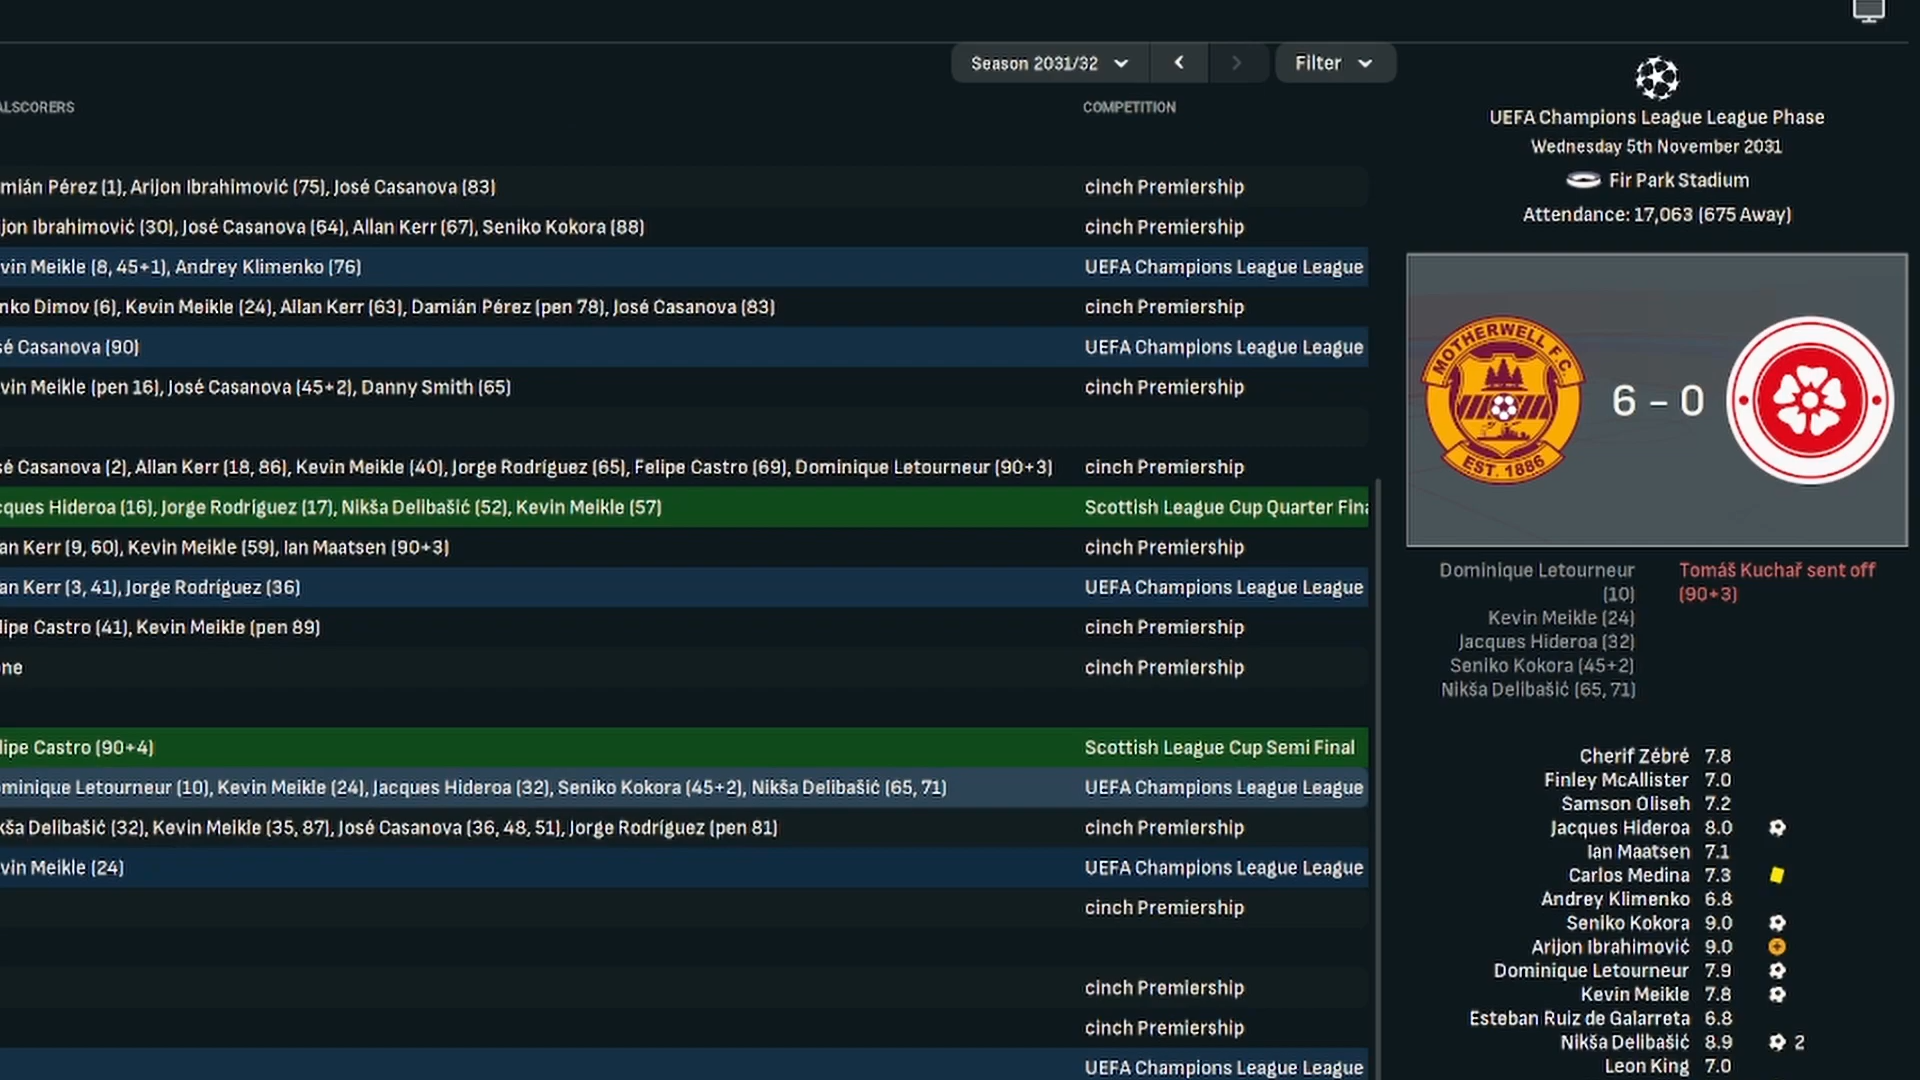 Season 2031/32
Filter
ALSCORERS
COMPETITION
mián Pérez (1), Arijon Ibrahimović (75), José Casanova (83)
cinch Premiership
jon Ibrahimović (30), José Casanova (64), Allan Kerr (67), Seniko Kokora (88)
cinch Premiership
vin Meikle (8, 45+1), Andrey Klimenko (76)
UEFA Champions League League
nko Dimov (6), Kevin Meikle (24), Allan Kerr (63), Damián Pérez (pen 78), José Casanova (83)
cinch Premiership
sé Casanova (90)
UEFA Champions League League
vin Meikle (pen 16), José Casanova (45+2), Danny Smith (65)
cinch Premiership
sé Casanova (2), Allan Kerr (18, 86), Kevin Meikle (40), Jorge Rodríguez (65), Felipe Castro (69), Dominique Letourneur (90+3)
cinch Premiership
cques Hideroa (16), Jorge Rodríguez (17), Nikša Delibašić (52), Kevin Meikle (57)
Scottish League Cup Quarter Fina
an Kerr (9, 60), Kevin Meikle (59), Ian Maatsen (90+3)
cinch Premiership
an Kerr (3, 41), Jorge Rodríguez (36)
UEFA Champions League League
lipe Castro (41), Kevin Meikle (pen 89)
cinch Premiership
ne
cinch Premiership
lipe Castro (90+4)
Scottish League Cup Semi Final
minique Letourneur (10), Kevin Meikle (24), Jacques Hideroa (32), Seniko Kokora (45+2), Nikša Delibašić (65, 71)
UEFA Champions League League
kša Delibašić (32), Kevin Meikle (35, 87), José Casanova (36, 48, 51), Jorge Rodríguez (pen 81)
cinch Premiership
vin Meikle (24)
UEFA Champions League League
cinch Premiership
cinch Premiership
cinch Premiership
UEFA Champions League League
UEFA Champions League League Phase
Wednesday 5th November 2031
Fir Park Stadium
Attendance: 17,063 (675 Away)
MOTHERWELL F.C.
EST. 1886
6 – 0
Dominique Letourneur
(10)
Kevin Meikle (24)
Jacques Hideroa (32)
Seniko Kokora (45+2)
Nikša Delibašić (65, 71)
Tomáš Kuchař sent off
(90+3)
Cherif Zébré 7.8
Finley McAllister 7.0
Samson Oliseh 7.2
Jacques Hideroa 8.0
Ian Maatsen 7.1
Carlos Medina 7.3
Andrey Klimenko 6.8
Seniko Kokora 9.0
Arijon Ibrahimović 9.0
Dominique Letourneur 7.9
Kevin Meikle 7.8
Esteban Ruiz de Galarreta 6.8
Nikša Delibašić 8.9 2
Leon King 7.0